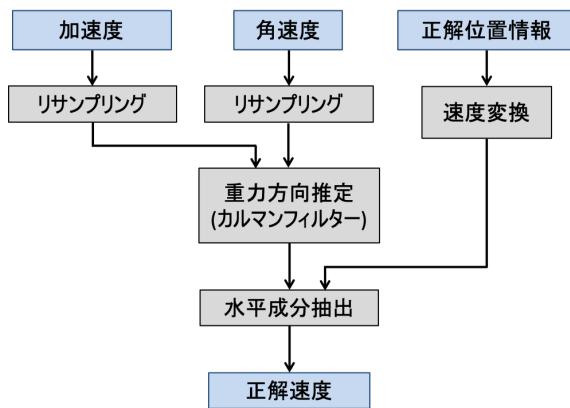 加速度
角速度
正解位置情報
リサンプリング
リサンプリング
速度変換
重力方向推定
(カルマンフィルター)
水平成分抽出
正解速度